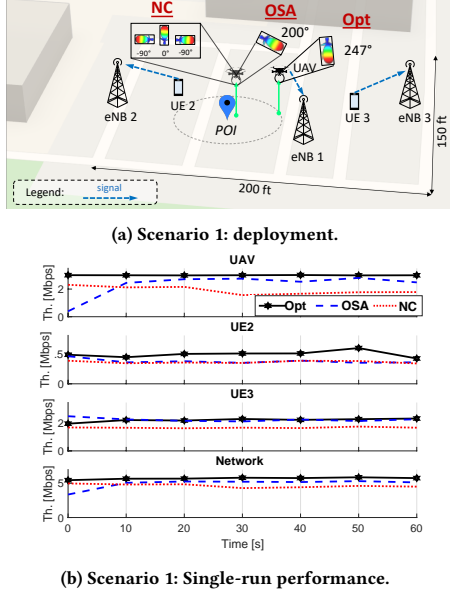 NC OSA Opt
200°
247°
-90° 0° -90°
UAV
eNB 2
UE 2
POI
eNB 1
UE 3
eNB 3
150 ft
200 ft
Legend: signal
(a) Scenario 1: deployment.
UAV
Th. [Mbps]
2
0
Opt OSA NC
UE2
Th. [Mbps]
.5
0
UE3
Th. [Mbps]
2
0
Network
Th. [Mbps]
5
0
0 10 20 30 40 50 60
Time [s]
(b) Scenario 1: Single-run performance.